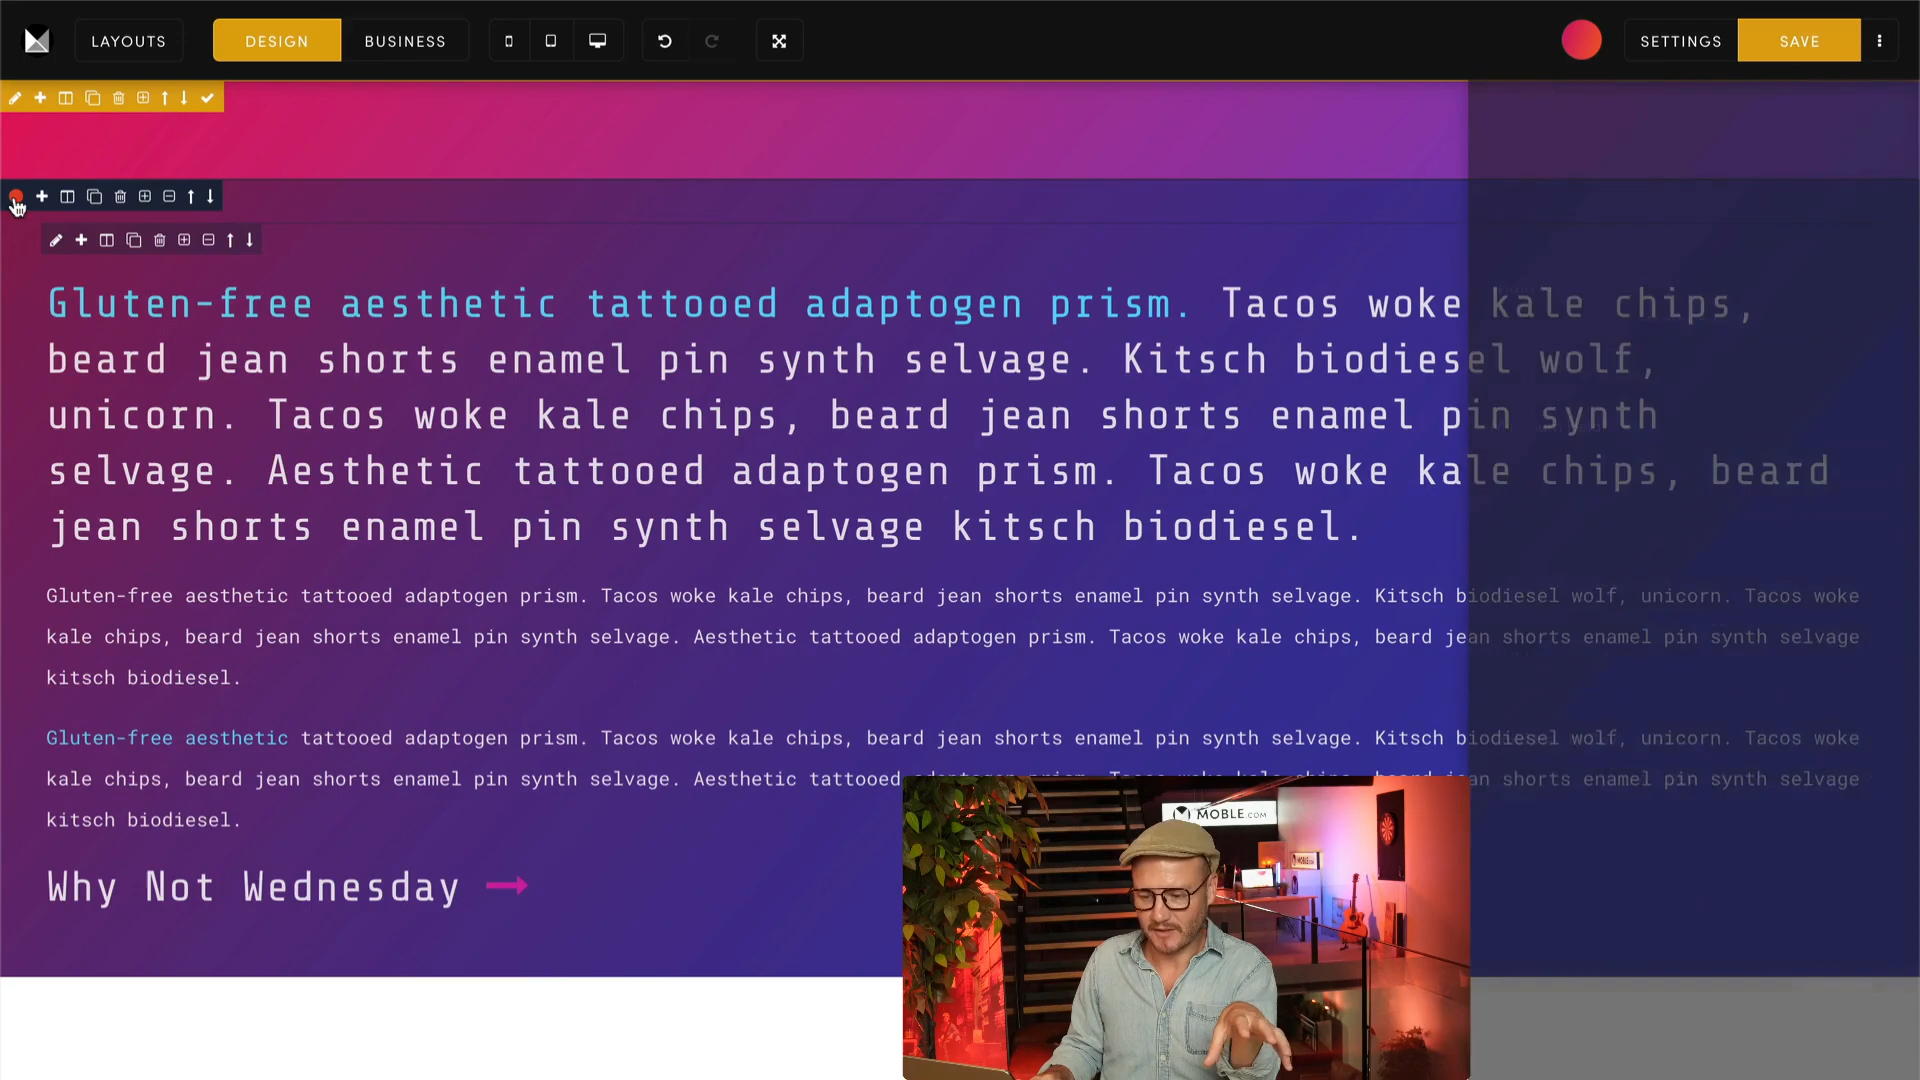 LAYOUTS DESIGN BUSINESS SETTINGS SAVE
Gluten-free aesthetic tattooed adaptogen prism. Tacos woke kale chips,
beard jean shorts enamel pin synth selvage. Kitsch biodiesel wolf,
unicorn. Tacos woke kale chips, beard jean shorts enamel pin synth
selvage. Aesthetic tattooed adaptogen prism. Tacos woke kale chips, beard
jean shorts enamel pin synth selvage kitsch biodiesel.
Gluten-free aesthetic tattooed adaptogen prism. Tacos woke kale chips, beard jean shorts enamel pin synth selvage. Kitsch biodiesel wolf, unicorn. Tacos woke
kale chips, beard jean shorts enamel pin synth selvage. Aesthetic tattooed adaptogen prism. Tacos woke kale chips, beard jean shorts enamel pin synth selvage
kitsch biodiesel.
Gluten-free aesthetic tattooed adaptogen prism. Tacos woke kale chips, beard jean shorts enamel pin synth selvage. Kitsch biodiesel wolf, unicorn. Tacos woke
kale chips, beard jean shorts enamel pin synth selvage. Aesthetic tattooed shorts enamel pin synth selvage
kitsch biodiesel.
MOBLE.COM
Why Not Wednesday